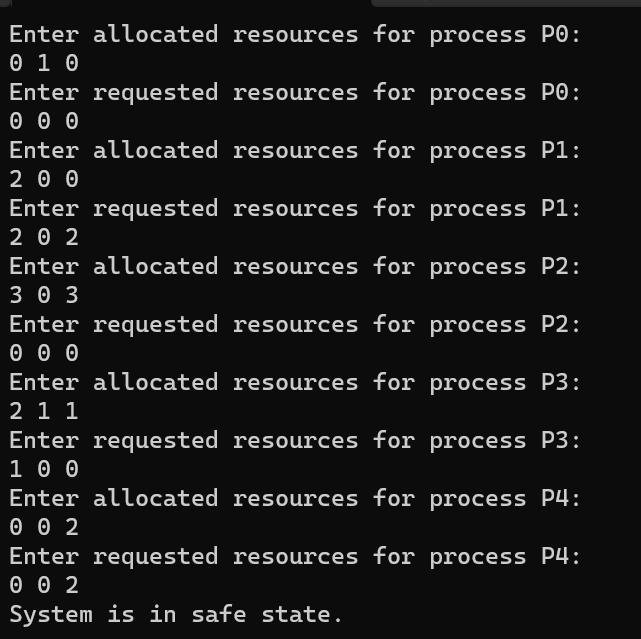 Enter allocated resources for process P0:
0 1 0
Enter requested resources for process P0:
0 0 0
Enter allocated resources for process P1:
2 0 0
Enter requested resources for process P1:
2 0 2
Enter allocated resources for process P2:
3 0 3
Enter requested resources for process P2:
0 0 0
Enter allocated resources for process P3:
2 1 1
Enter requested resources for process P3:
1 0 0
Enter allocated resources for process P4:
0 0 2
Enter requested resources for process P4:
0 0 2
System is in safe state.